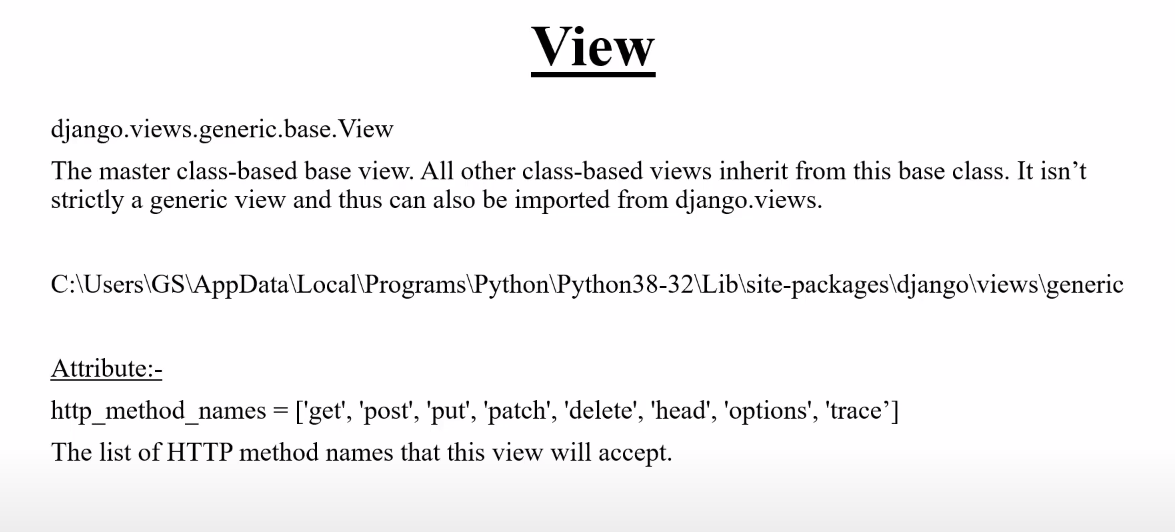 View
django.views.generic.base.View
The master class-based base view. All other class-based views inherit from this base class. It isn’t
strictly a generic view and thus can also be imported from django.views.
C:\Users\GS\AppData\Local\Programs\Python\Python38-32\Lib\site-packages\django\views\generic
Attribute:-
http_method_names = ['get', 'post', 'put', 'patch', 'delete', 'head', 'options', 'trace’]
The list of HTTP method names that this view will accept.